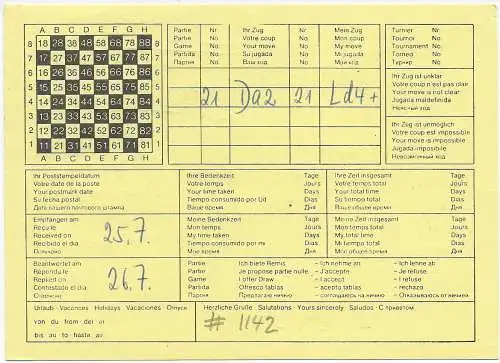 A B C D E F G H
8 18 28 38 48 58 68 78 88 8
7 17 27 37 47 57 67 77 87 7
6 16 26 36 46 56 66 76 86 6
5 15 25 35 45 55 65 75 85 5
4 14 24 34 44 54 64 74 84 4
3 13 23 33 43 53 63 73 83 3
2 12 22 32 42 52 62 72 82 2
1 11 21 31 41 51 61 71 81 1
A B C D E F G H
Partie Nr. Ihr Zug Nr. Mein Zug
Partie No Votre coup No Mon coup
Game No Your move No My move
Partida No Su jugada No Mi jugada
Партия No Ваш ход No Мой ход
21 Da2 21 Ld4+
Turnier Nr.
Tournoi No.
Tournament No.
Torneo No.
Турнир No.
Ihr Zug ist unklar
Votre coup n'est pas clair
Your move is not clear
Jugada maldefinida
Неясный ход
Ihr Zug ist unmöglich
Votre coup est impossible
Your move is impossible
Jugada imposible
Невозможный ход
Ihr Poststempeldatum
Votre date de la poste
Your postmark date
Su fecha postal
Дата вашего почтового штампа
Ihre Bedenkzeit Tage
Votre temps Jours
Your time taken Days
Tiempo consumido por Ud Dias
Ваше время Дня
Ihre Zeit insgesamt Tage
Votre temps total Jours
Your total time Days
Su tiempo total Dias
Ваше общее время Дня
Empfangen am
Reçu le
Received on
Recibido el dia
Получено
25.7.
Meine Bedenkzeit Tage
Mon temps Jours
My time taken Days
Tiempo consumido por mi Dias
Мое время Дня
Meine Zeit insgesamt Tage
Mon temps total Jours
My time total Days
Mi tiempo total Dias
Мое общее время Дня
Beantwortet am
Répondu le
Replied on
Contestado el dia
Отвечено
26.7.
Partie Ich biete Remis - Ich nehme an - Ich lehne ab
Partie Je propose partie nulle - J'accepte - Je refuse
Game I offer Draw - I accept - I refuse
Partida Ofresco tablas - acepto tablas - rechazo
Партия Предлагаю ничью - соглашаюсь на ничью - Отказываюсь от ничьей
Urlaub · Vacances · Holidays · Vacaciones · Отпуск
von du from del от
bis au to hasta до
Herzliche Grüße · Salutations · Yours sincerely · Saludos · С приветом
# 1142